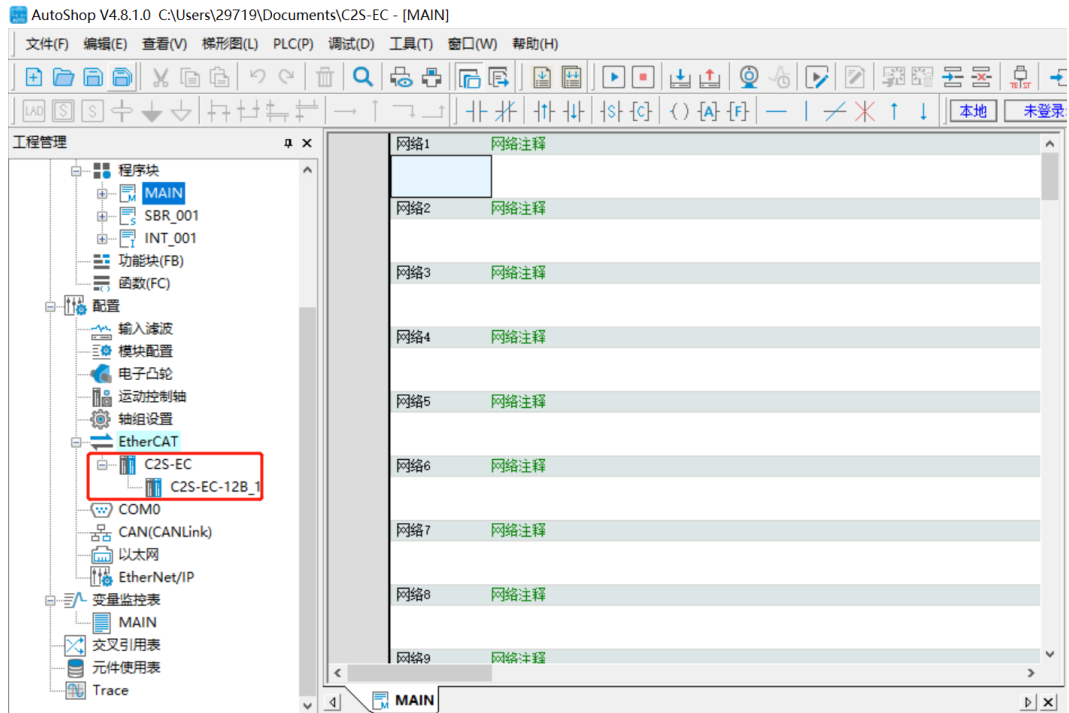 AutoShop V4.8.1.0 C:\Users\29719\Documents\C2S-EC - [MAIN]
文件(F) 编辑(E) 查看(V) 梯形图(L) PLC(P) 调试(D) 工具(T) 窗口(W) 帮助(H)
TEST
LAD S S S C ( ) A F 本地 未登录
工程管理
程序块
MAIN
SBR_001
INT_001
功能块(FB)
函数(FC)
配置
输入滤波
模块配置
电子凸轮
运动控制轴
轴组设置
EtherCAT
C2S-EC
C2S-EC-12B_1
COM0
CAN(CANLink)
以太网
EtherNet/IP
变量监控表
MAIN
交叉引用表
元件使用表
Trace
网络1 网络注释
网络2 网络注释
网络3 网络注释
网络4 网络注释
网络5 网络注释
网络6 网络注释
网络7 网络注释
网络8 网络注释
网络9 网络注释
MAIN